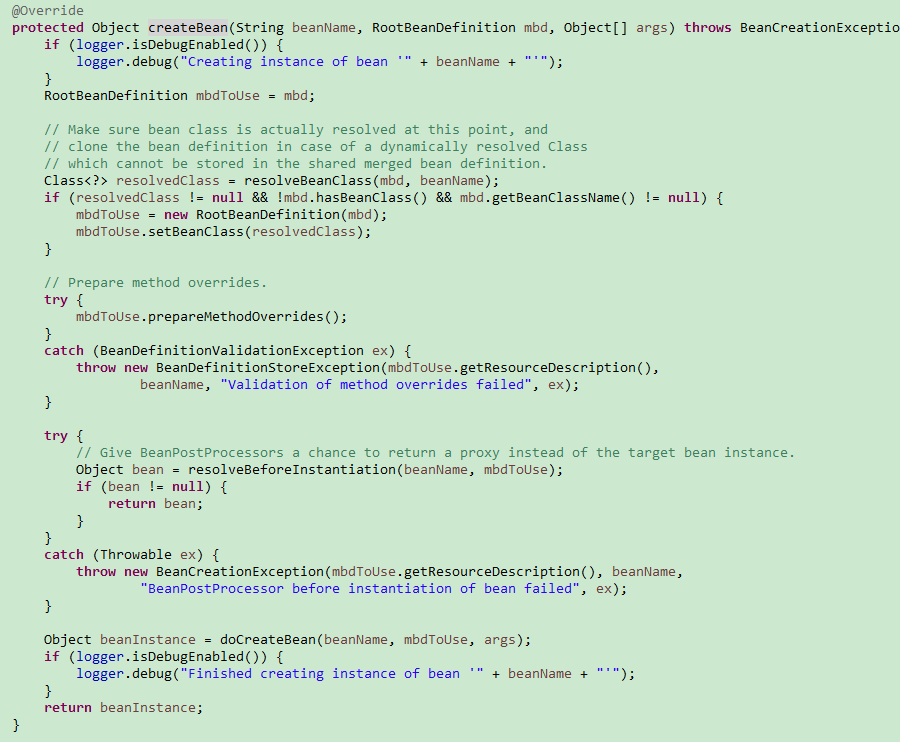 @Override
protected Object createBean(String beanName, RootBeanDefinition mbd, Object[] args) throws BeanCreationExceptio
    if (logger.isDebugEnabled()) {
        logger.debug("Creating instance of bean '" + beanName + "'");
    }
    RootBeanDefinition mbdToUse = mbd;

    // Make sure bean class is actually resolved at this point, and
    // clone the bean definition in case of a dynamically resolved Class
    // which cannot be stored in the shared merged bean definition.
    Class<?> resolvedClass = resolveBeanClass(mbd, beanName);
    if (resolvedClass != null && !mbd.hasBeanClass() && mbd.getBeanClassName() != null) {
        mbdToUse = new RootBeanDefinition(mbd);
        mbdToUse.setBeanClass(resolvedClass);
    }

    // Prepare method overrides.
    try {
        mbdToUse.prepareMethodOverrides();
    }
    catch (BeanDefinitionValidationException ex) {
        throw new BeanDefinitionStoreException(mbdToUse.getResourceDescription(),
                beanName, "Validation of method overrides failed", ex);
    }

    try {
        // Give BeanPostProcessors a chance to return a proxy instead of the target bean instance.
        Object bean = resolveBeforeInstantiation(beanName, mbdToUse);
        if (bean != null) {
            return bean;
        }
    }
    catch (Throwable ex) {
        throw new BeanCreationException(mbdToUse.getResourceDescription(), beanName,
                "BeanPostProcessor before instantiation of bean failed", ex);
    }

    Object beanInstance = doCreateBean(beanName, mbdToUse, args);
    if (logger.isDebugEnabled()) {
        logger.debug("Finished creating instance of bean '" + beanName + "'");
    }
    return beanInstance;
}